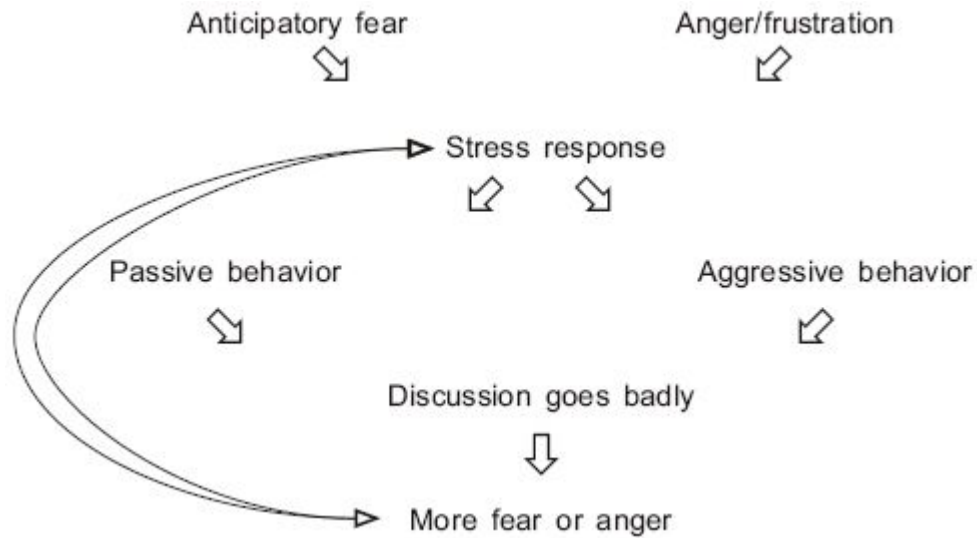 Anticipatory fear
Anger/frustration
Stress response
Passive behavior
Aggressive behavior
Discussion goes badly
More fear or anger